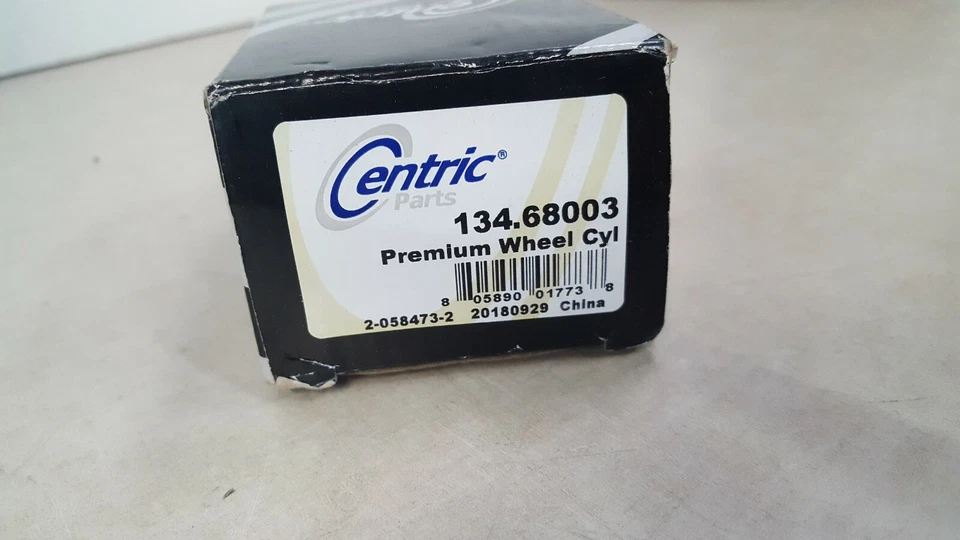 Centric®
Parts
134.68003
Premium Wheel Cyl
8 05890 01773 8
2-058473-2 20180929 China